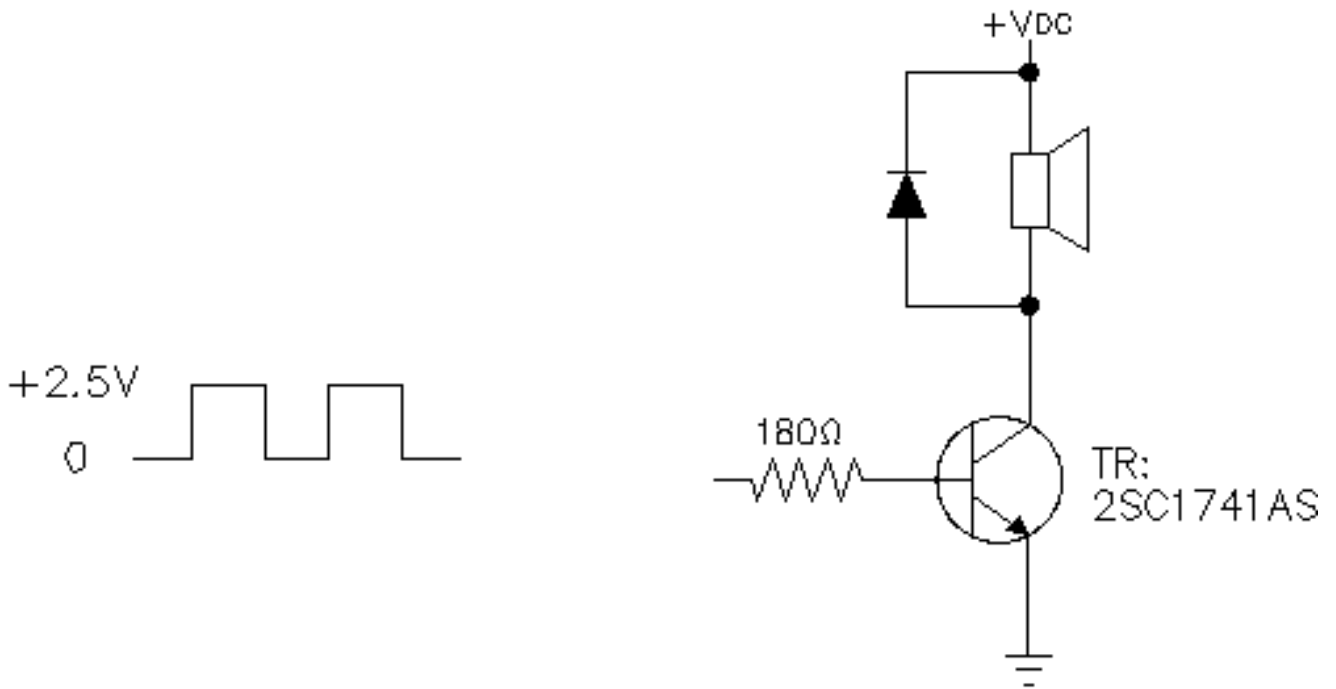 +VDC
+2.5V
0
180Ω
TR:
2SC1741AS